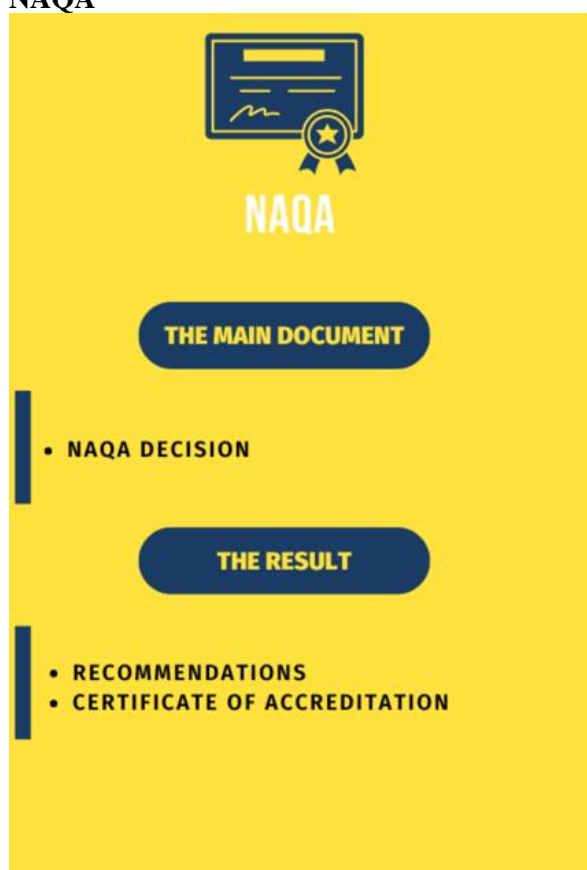 NAQA
NAQA
THE MAIN DOCUMENT
• NAQA DECISION
THE RESULT
• RECOMMENDATIONS
• CERTIFICATE OF ACCREDITATION